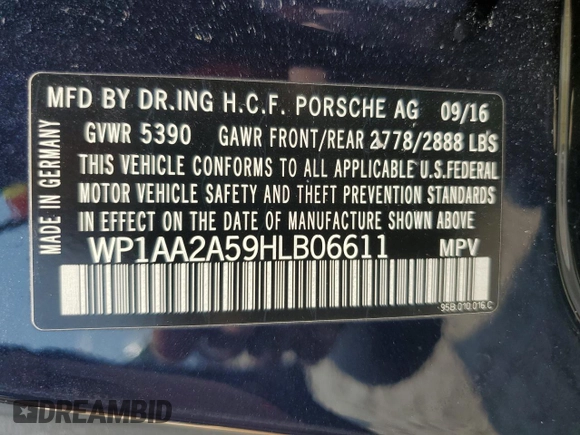 MADE IN GERMANY
MFD BY DR.ING H.C.F. PORSCHE AG 09/16
GVWR 5390 GAWR FRONT/REAR 2778/2888 LBS
THIS VEHICLE CONFORMS TO ALL APPLICABLE U.S.FEDERAL
MOTOR VEHICLE SAFETY AND THEFT PREVENTION STANDARDS
IN EFFECT ON THE DATE OF MANUFACTURE SHOWN ABOVE.
WP1AA2A59HLB06611 MPV
95B.010.016.C
DREAMBID